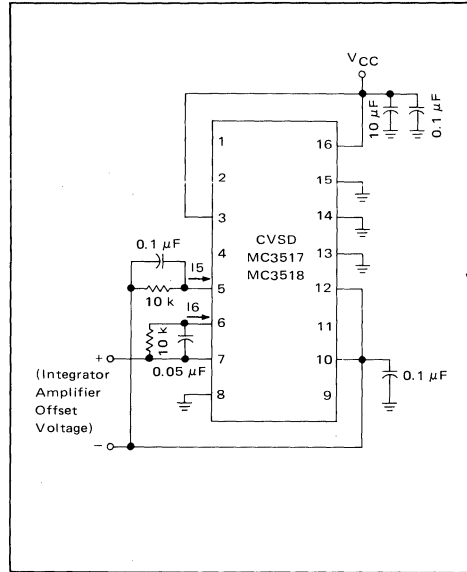 VCC
10 µF
0.1 µF
1
16
2
15
3
14
CVSD
MC3517
MC3518
4
13
0.1 µF
I5
5
12
10 k
I6
6
11
10 k
+
7
10
0.05 µF
0.1 µF
(Integrator
Amplifier
Offset
Voltage)
8
9
−